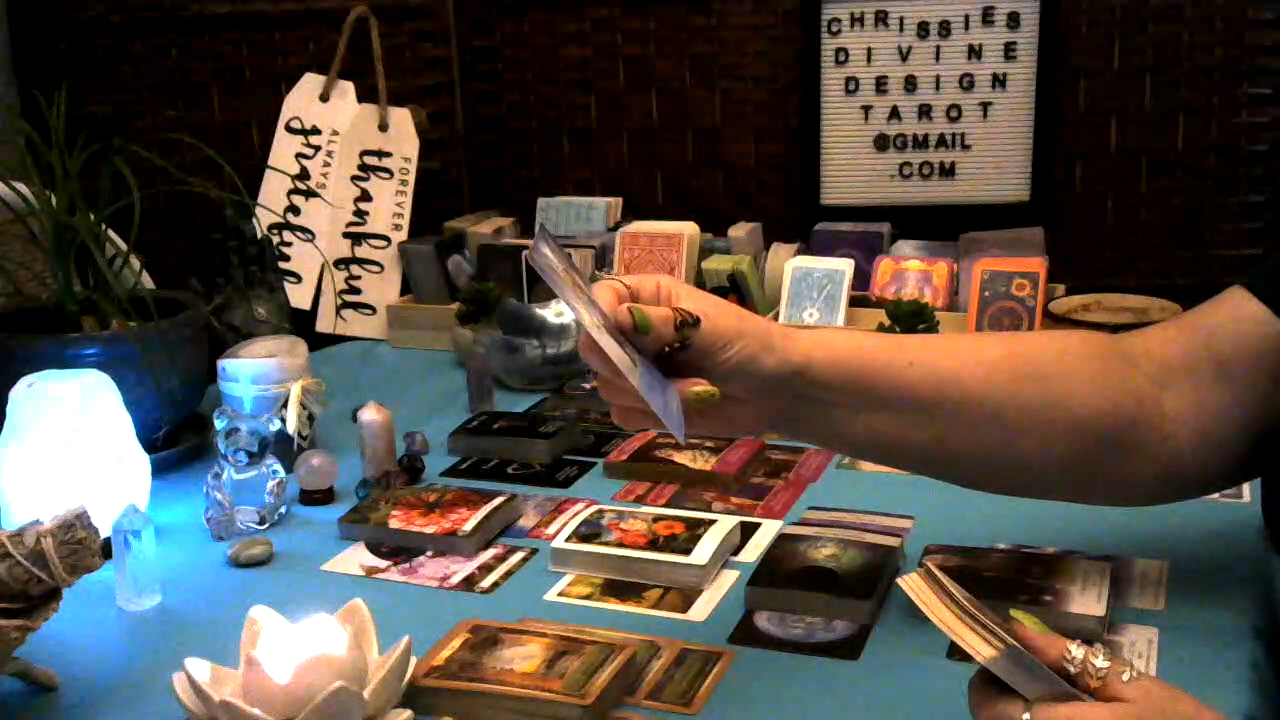 CHRISSIES
DIVINE
DESIGN
TAROT
@GMAIL
.COM
ALWAYS
grateful
FOREVER
thankful